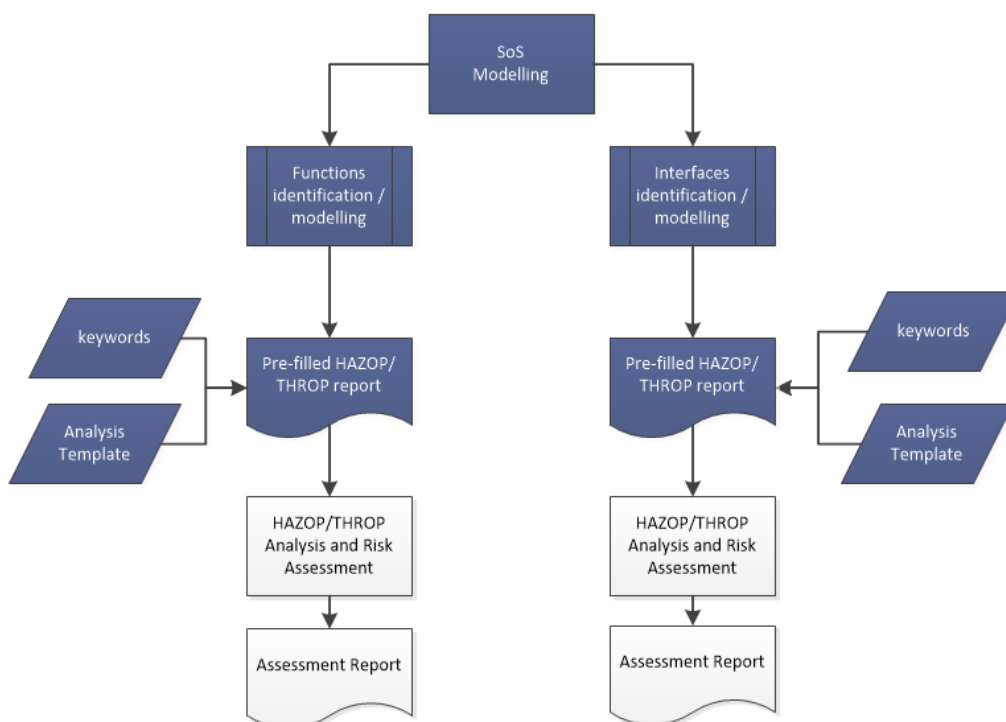 SoS
Modelling
Functions
identification /
modelling
Interfaces
identification /
modelling
keywords
Pre-filled HAZOP/
THROP report
Pre-filled HAZOP/
THROP report
keywords
Analysis
Template
Analysis
Template
HAZOP/THROP
Analysis and Risk
Assessment
HAZOP/THROP
Analysis and Risk
Assessment
Assessment Report
Assessment Report